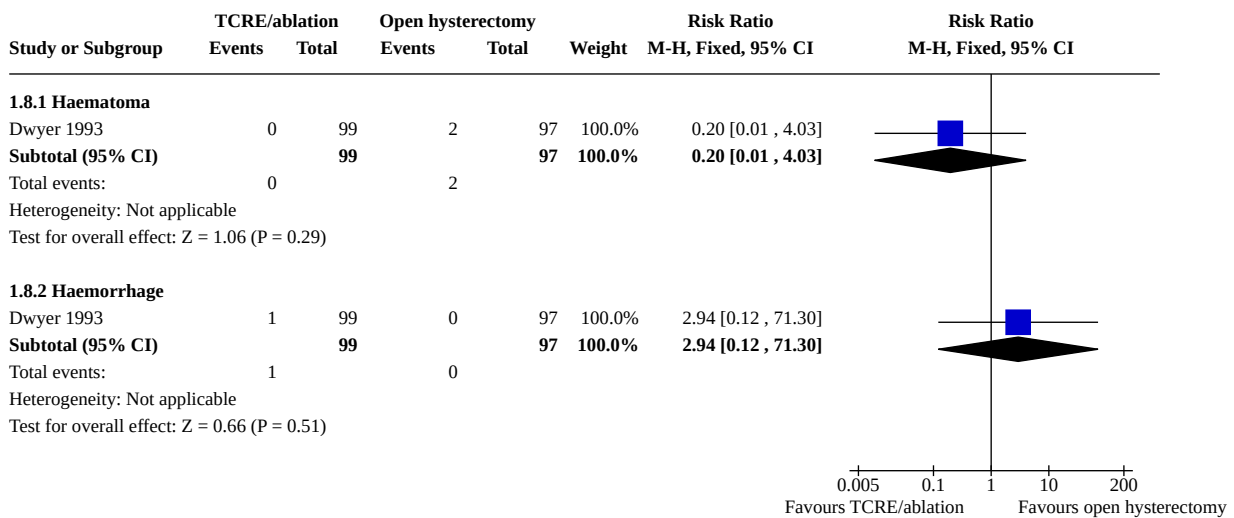 TCRE/ablation Open hysterectomy Risk Ratio Risk Ratio
Study or Subgroup Events Total Events Total Weight M-H, Fixed, 95% CI M-H, Fixed, 95% CI
1.8.1 Haematoma
Dwyer 1993 0 99 2 97 100.0% 0.20 [0.01 , 4.03]
Subtotal (95% CI) 99 97 100.0% 0.20 [0.01 , 4.03]
Total events: 0 2
Heterogeneity: Not applicable
Test for overall effect: Z = 1.06 (P = 0.29)
1.8.2 Haemorrhage
Dwyer 1993 1 99 0 97 100.0% 2.94 [0.12 , 71.30]
Subtotal (95% CI) 99 97 100.0% 2.94 [0.12 , 71.30]
Total events: 1 0
Heterogeneity: Not applicable
Test for overall effect: Z = 0.66 (P = 0.51)
0.005 0.1 1 10 200
Favours TCRE/ablation Favours open hysterectomy